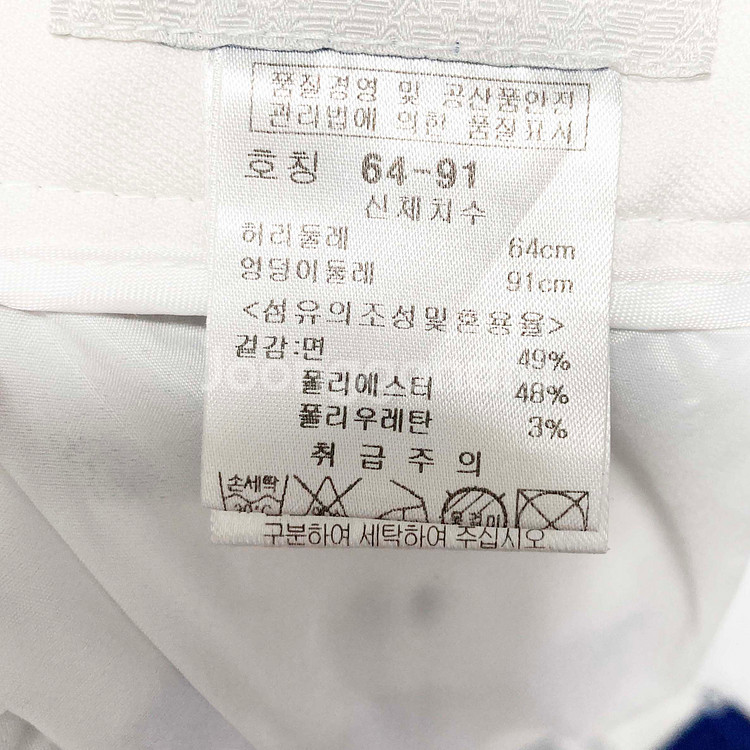 품질경영 및 공산품안전
관리법에 의한 품질표시
호칭 64-91
신체치수
허리둘레 64cm
엉덩이둘레 91cm
<섬유의조성및혼용율>
겉감:면 49%
폴리에스터 48%
폴리우레탄 3%
취급주의
손세탁
30℃
구분하여 세탁하여 주십시오